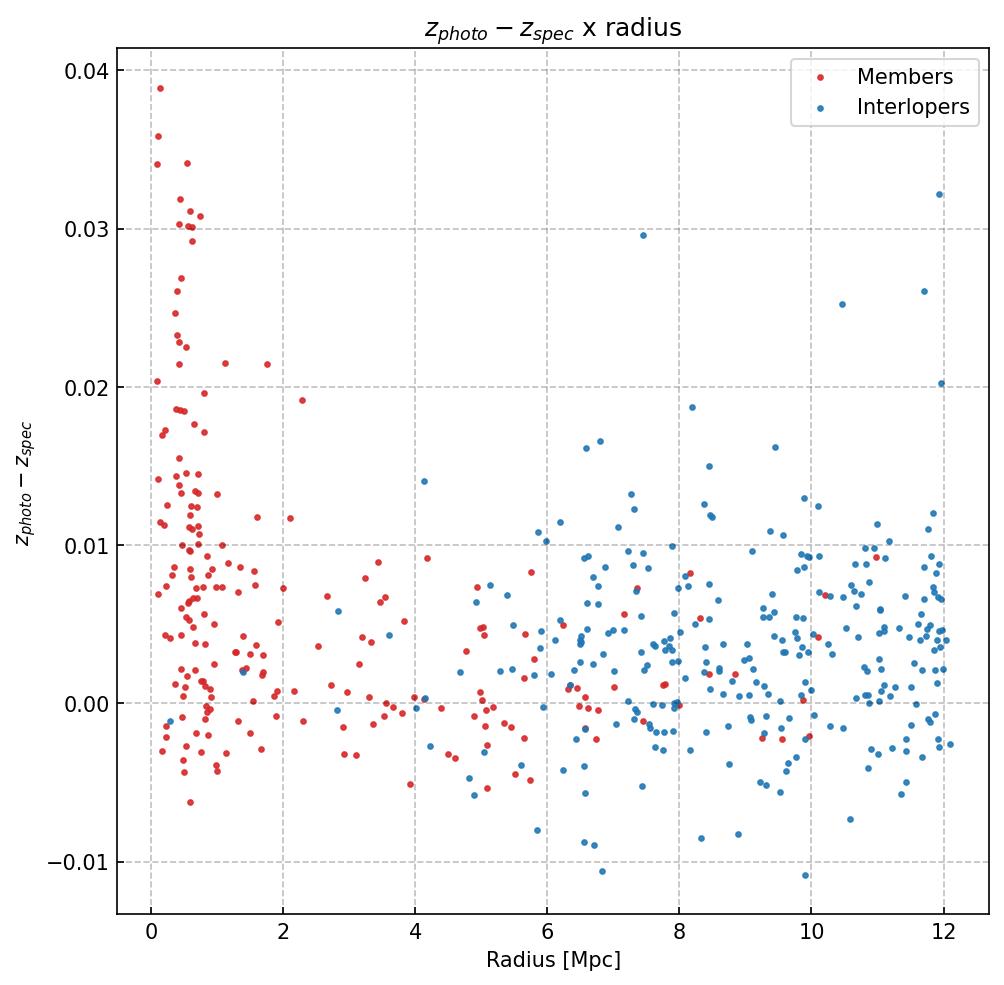 z_photo − z_spec x radius
Members
Interlopers
0.04
0.03
0.02
0.01
0.00
−0.01
z_photo − z_spec
0 2 4 6 8 10 12
Radius [Mpc]